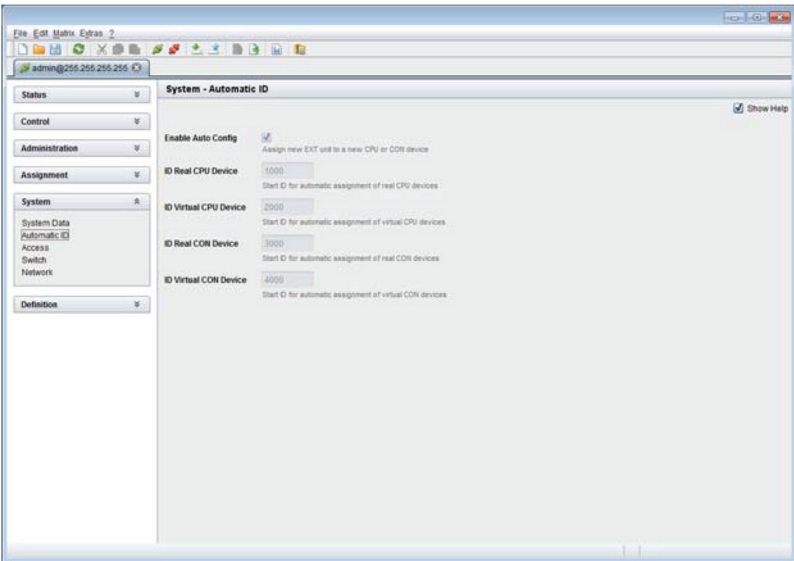 File Edit Matrix Extras ?
admin@255.255.255.255
Status
Control
Administration
Assignment
System
System Data
Automatic ID
Access
Switch
Network
Definition
System - Automatic ID
Show Help
Enable Auto Config
Assign new EXT unit to a new CPU or CON device
ID Real CPU Device 1000
Start ID for automatic assignment of real CPU devices
ID Virtual CPU Device 2000
Start ID for automatic assignment of virtual CPU devices
ID Real CON Device 3000
Start ID for automatic assignment of real CON devices
ID Virtual CON Device 4000
Start ID for automatic assignment of virtual CON devices